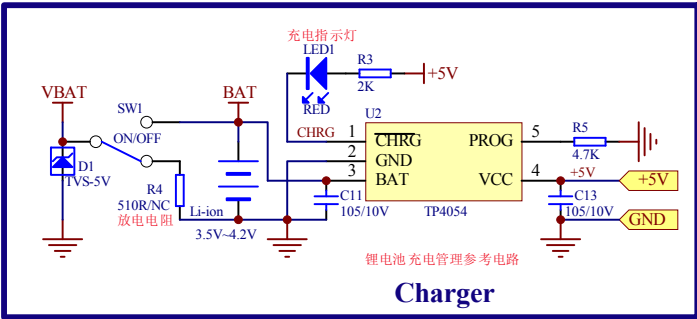 充电指示灯
LED1
R3
+5V
2K
RED
VBAT
SW1
BAT
ON/OFF
U2
CHRG
1
CHRG
PROG
5
R5
4.7K
2
GND
3
BAT
VCC
4
+5V
+5V
D1
TVS-5V
R4
510R/NC
放电电阻
Li-ion
3.5V~4.2V
C11
105/10V
TP4054
C13
105/10V
GND
锂电池充电管理参考电路
Charger